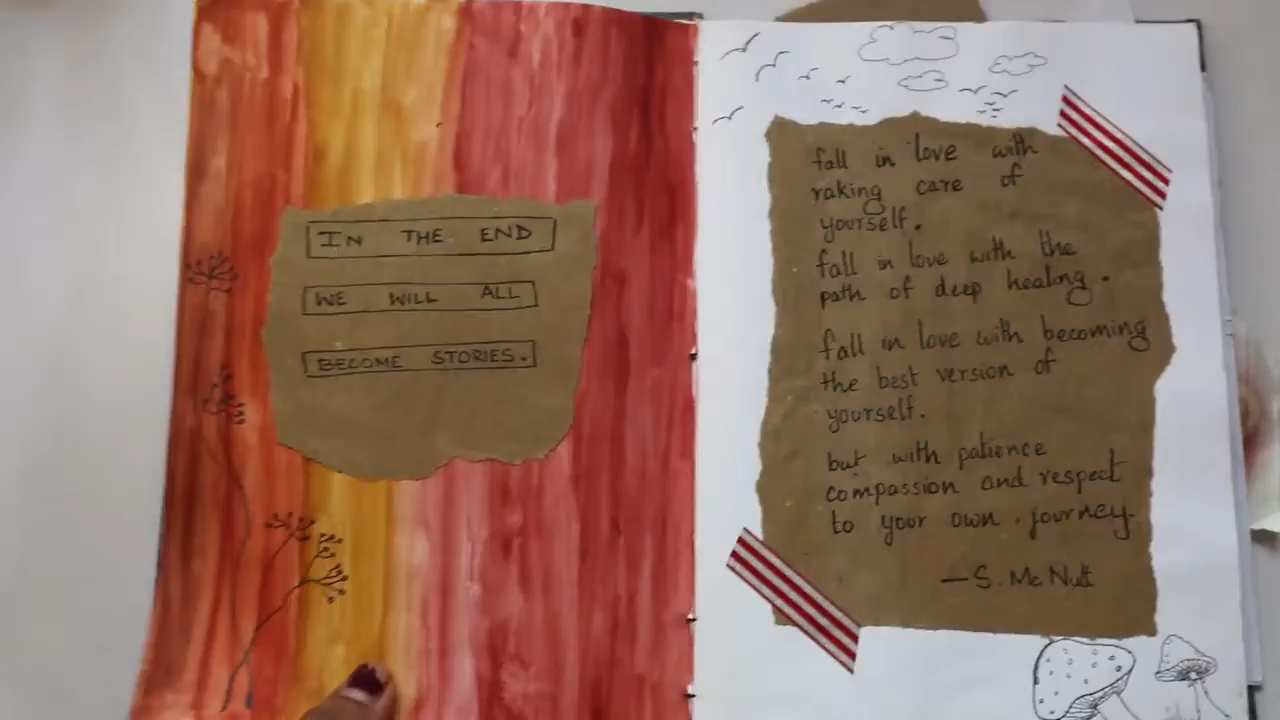 IN THE END
WE WILL ALL
BECOME STORIES.
fall in love with
raking care of
yourself.
fall in love with the
path of deep healing.
fall in love with becoming
the best version of
yourself.
but with patience
compassion and respect
to your own journey.
—S. Mc Nutt